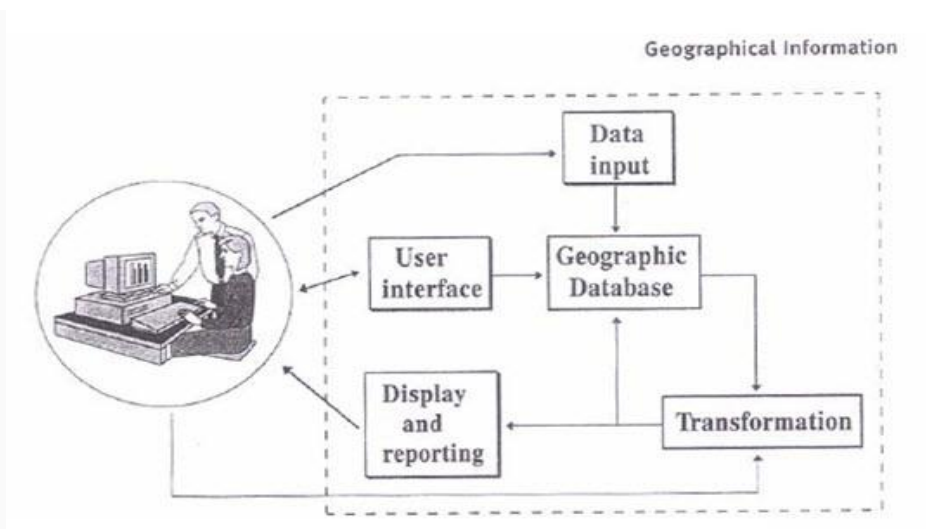 Geographical Information
Data
input
User
interface
Geographic
Database
Display
and
reporting
Transformation